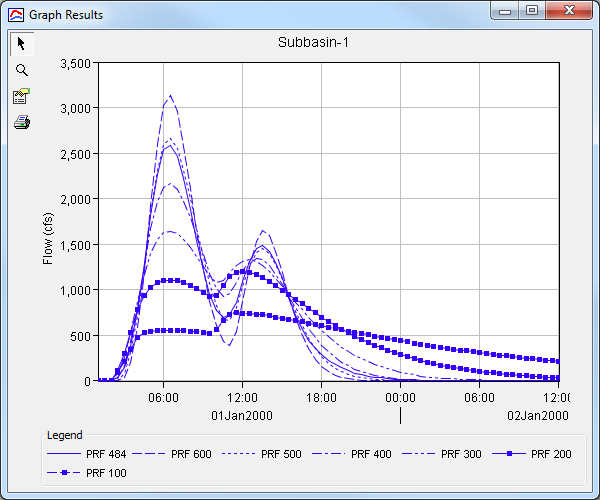 Graph Results
Subbasin-1
Flow (cfs)
3,500
3,000
2,500
2,000
1,500
1,000
500
0
06:00 12:00 18:00 00:00 06:00 12:00
01Jan2000 02Jan2000
Legend
PRF 484 PRF 600 PRF 500 PRF 400 PRF 300 PRF 200
PRF 100